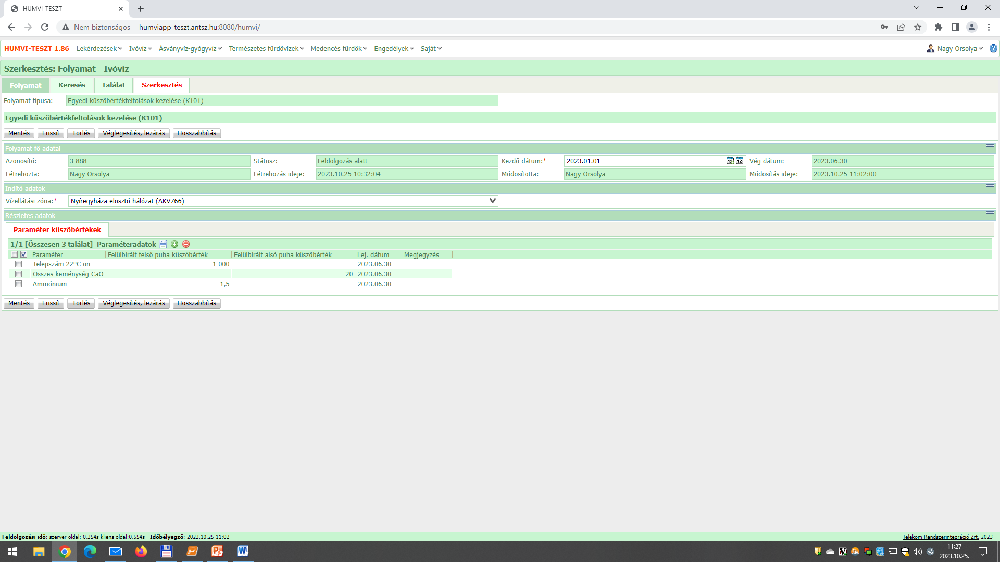 HUMVI-TESZT
Nem biztonságos humviapp-teszt.antsz.hu:8080/humvi/
HUMVI-TESZT 1.86 Lekérdezések Ivóvíz Ásványvíz-gyógyvíz Természetes fürdővizek Medencés fürdők Engedélyek Saját Nagy Orsolya
Szerkesztés: Folyamat - Ivóvíz
Folyamat Keresés Találat Szerkesztés
Folyamat típusa: Egyedi küszöbértékfeltolások kezelése (K101)
Egyedi küszöbértékfeltolások kezelése (K101)
Mentés Frissít Törlés Véglegesítés, lezárás Hosszabbítás
Folyamat fő adatai
Azonosító: 3 888 Státusz: Feldolgozás alatt Kezdő dátum:* 2023.01.01 12 12 Vég dátum: 2023.06.30
Létrehozta: Nagy Orsolya Létrehozás ideje: 2023.10.25 10:32:04 Módosította: Nagy Orsolya Módosítás ideje: 2023.10.25 11:02:00
Indító adatok
Vízellátási zóna:* Nyíregyháza elosztó hálózat (AKV766)
Részletes adatok
Paraméter küszöbértékek
1/1 [Összesen 3 találat] Paraméteradatok
Paraméter Felülbírált felső puha küszöbérték Felülbírált alsó puha küszöbérték Lej. dátum Megjegyzés
Telepszám 22°C-on 1 000 2023.06.30
Összes keménység CaO 20 2023.06.30
Ammónium 1,5 2023.06.30
Mentés Frissít Törlés Véglegesítés, lezárás Hosszabbítás
Feldolgozási idő: szerver oldal: 0,354s kliens oldal:0,554s Időbélyegző: 2023.10.25 11:02 Telekom Rendszerintegráció Zrt. 2023
11:27
2023.10.25.